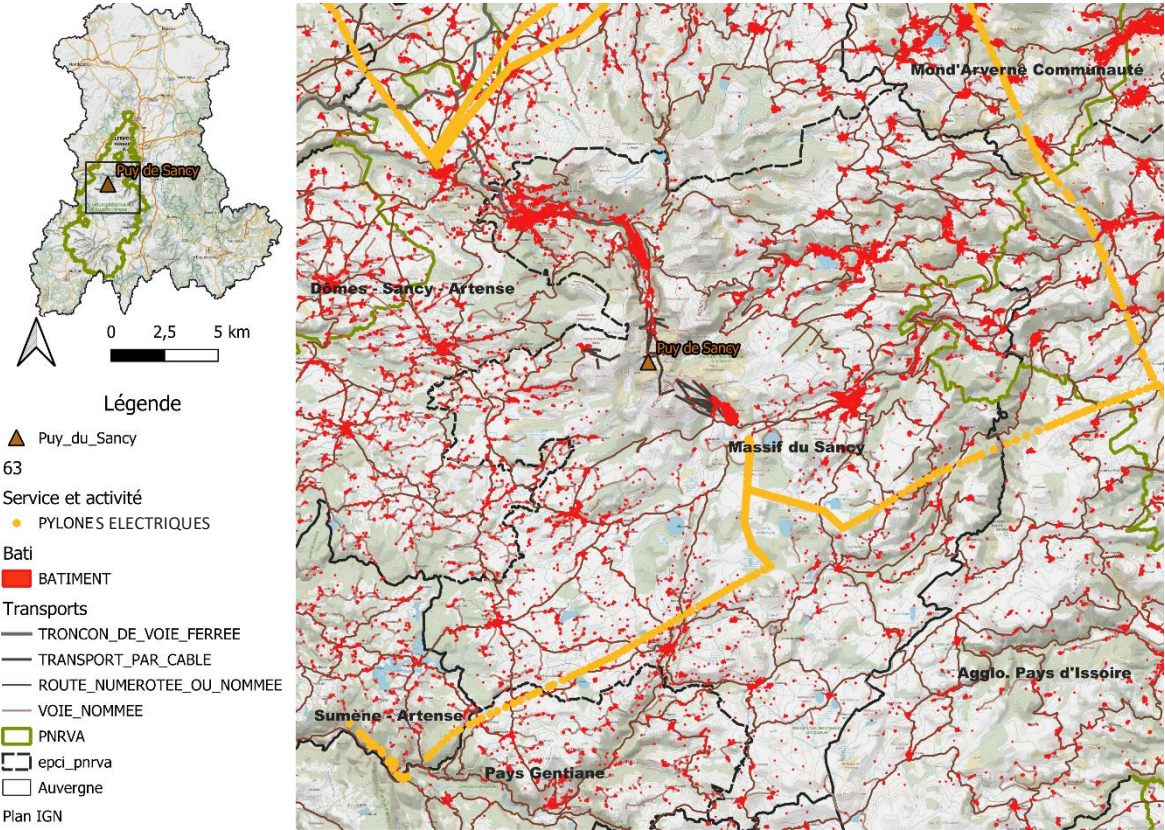 Puy de Sancy
0 2,5 5 km
Légende
Puy_du_Sancy
63
Service et activité
PYLONES ELECTRIQUES
Bati
BATIMENT
Transports
TRONCON_DE_VOIE_FERREE
TRANSPORT_PAR_CABLE
ROUTE_NUMEROTEE_OU_NOMMEE
VOIE_NOMMEE
PNRVA
epci_pnrva
Auvergne
Plan IGN
Mond'Arverne Communauté
Dômes - Sancy - Artense
Puy de Sancy
Massif du Sancy
Agglo. Pays d'Issoire
Sumène - Artense
Pays Gentiane